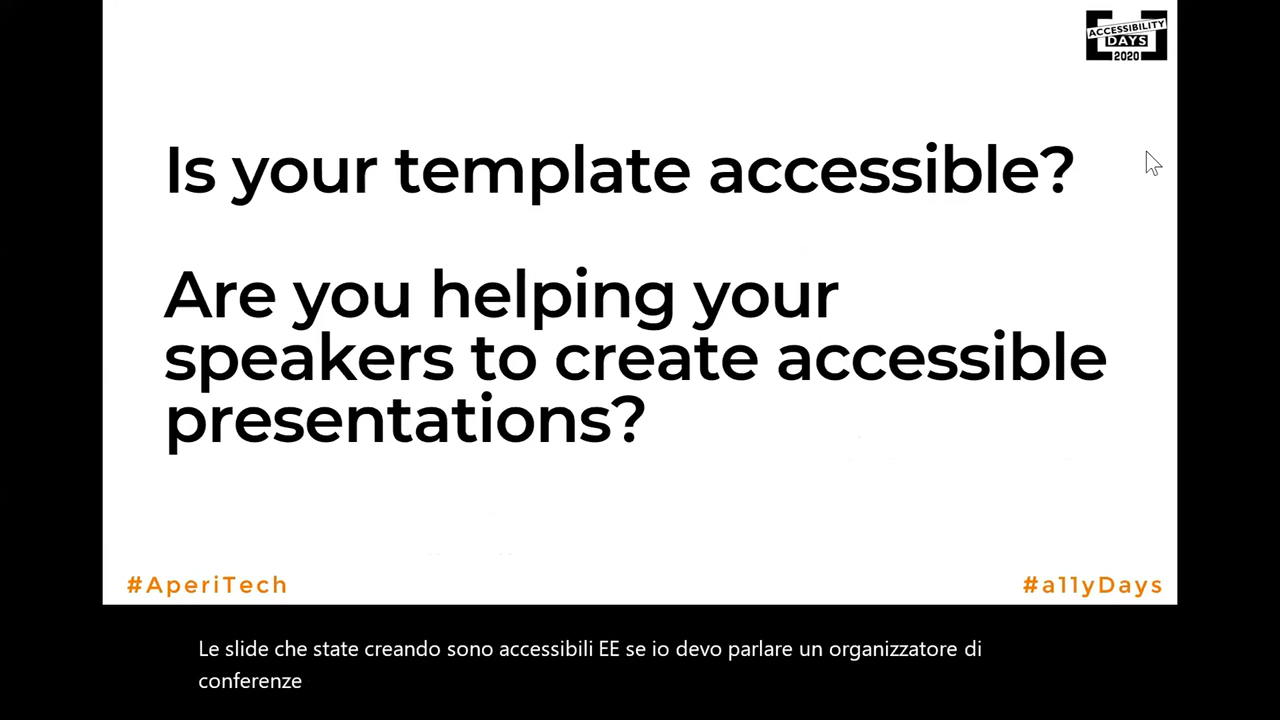 ACCESSIBILITY
DAYS
2020
Is your template accessible?
Are you helping your
speakers to create accessible
presentations?
#AperiTech
#a11yDays
Le slide che state creando sono accessibili EE se io devo parlare un organizzatore di
conferenze